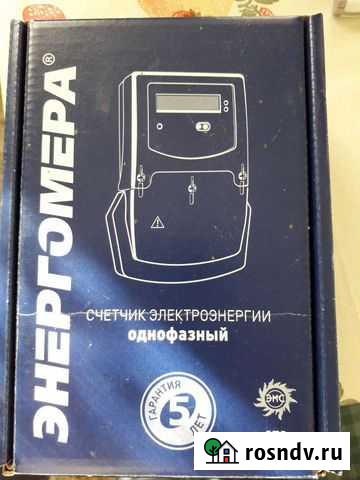 ЭНЕРГОМЕРА®
СЧЕТЧИК ЭЛЕКТРОЭНЕРГИИ
однофазный
ГАРАНТИЯ
5
ЛЕТ
ЭМС
rosndv.ru